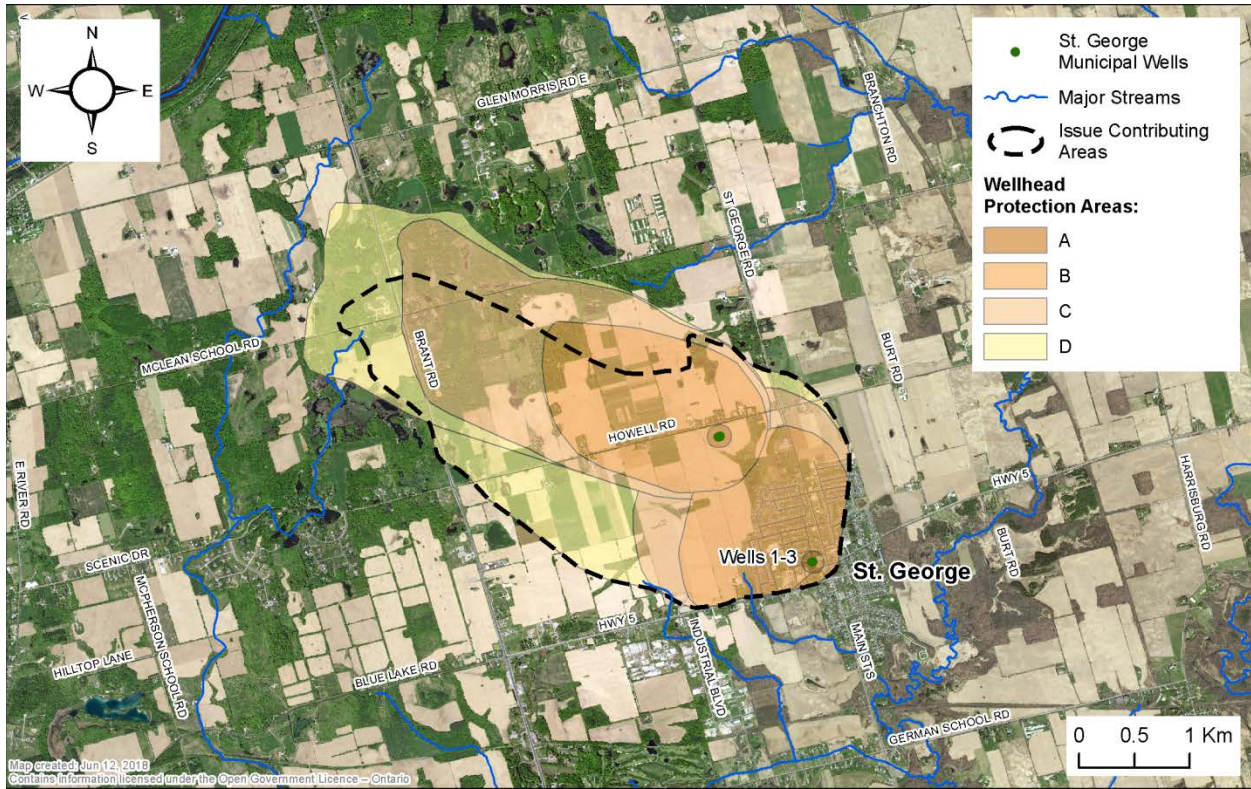 N
W
E
S
St. George
Municipal Wells
Major Streams
Issue Contributing
Areas
Wellhead
Protection Areas:
A
B
C
D
GLEN MORRIS RD E
BRANCHTON RD
ST GEORGE RD
MCLEAN SCHOOL RD
BRANT RD
BURT RD
HOWELL RD
E RIVER RD
HWY 5
HARRISBURG RD
SCENIC DR
Wells 1-3
St. George
BURT RD
MCPHERSON SCHOOL RD
HWY 5
INDUSTRIAL BLVD
MAIN ST S
HILLTOP LANE
BLUE LAKE RD
GERMAN SCHOOL RD
0 0.5 1 Km
Map created: Jun 12, 2018
Contains information licensed under the Open Government Licence – Ontario